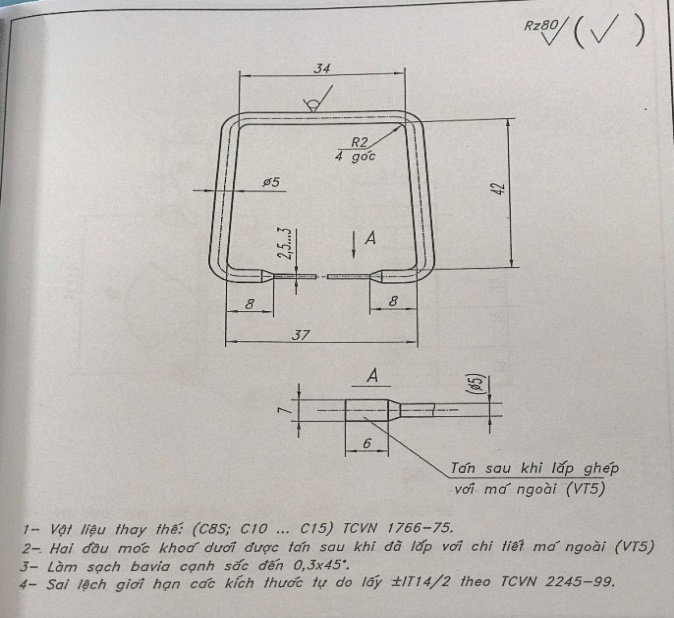 Rz80 ( )
34
R2
4 góc
ø5
42
2,5...3
A
8
8
37
A
7
(ø5)
6
Tán sau khi lắp ghép
với má ngoài (VT5)
1- Vật liệu thay thế: (C8S; C10 ... C15) TCVN 1766-75.
2- Hai đầu móc khoá dưới được tán sau khi đã lắp với chi tiết má ngoài (VT5)
3- Làm sạch bavia cạnh sắc đến 0,3x45°.
4- Sai lệch giới hạn các kích thước tự do lấy ±IT14/2 theo TCVN 2245-99.